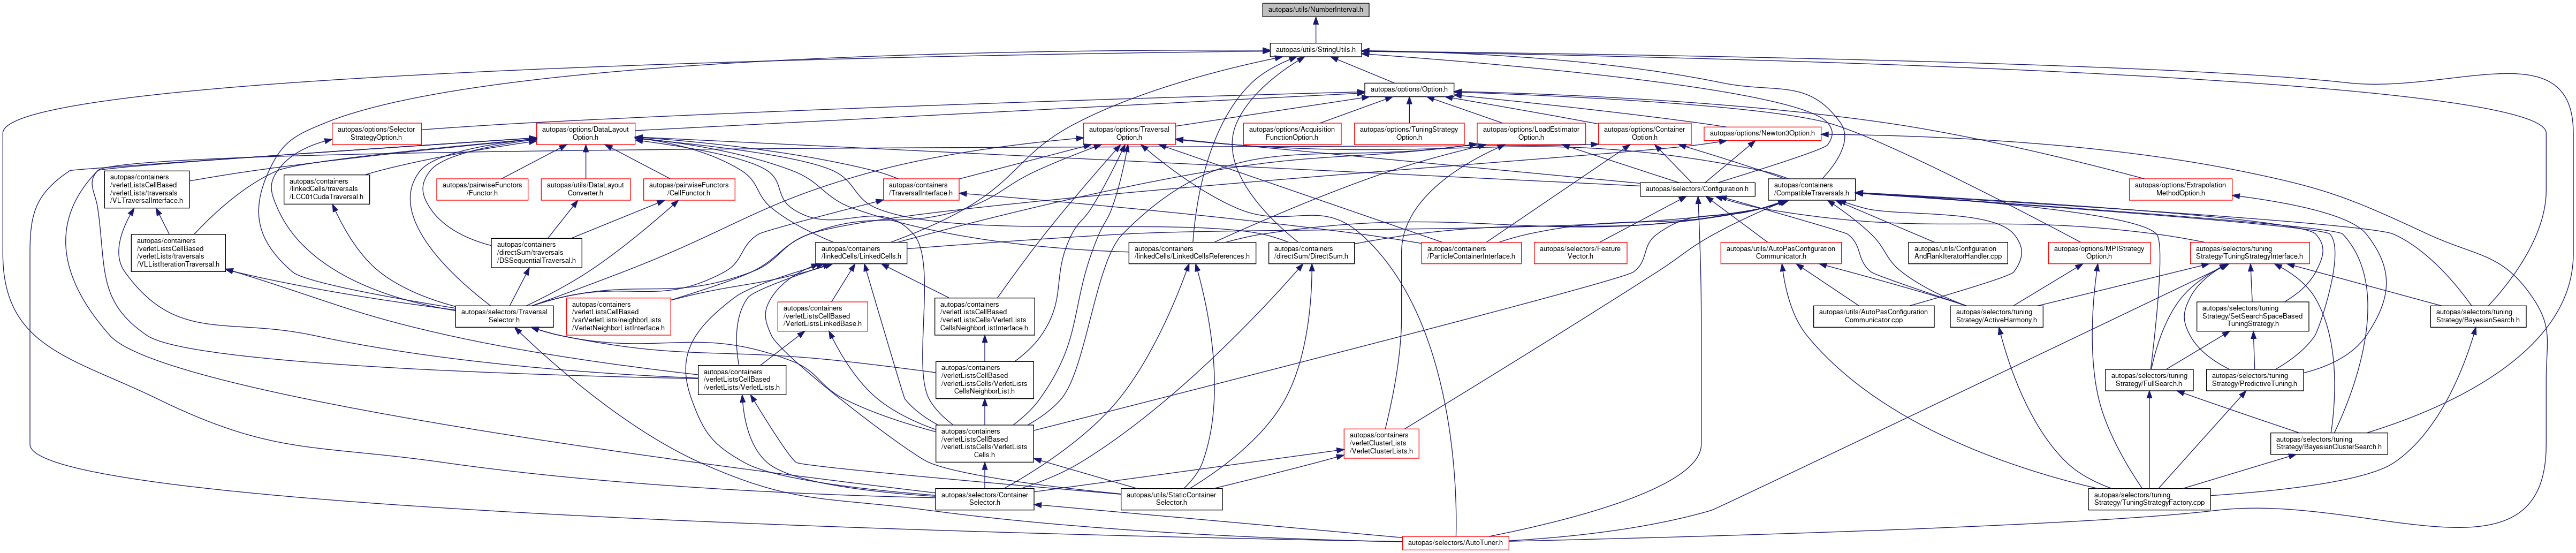 autopas/utils/NumberInterval.h
autopas/utils/StringUtils.h
autopas/options/Option.h
autopas/options/Selector
StrategyOption.h
autopas/options/DataLayout
Option.h
autopas/options/Traversal
Option.h
autopas/options/Acquisition
FunctionOption.h
autopas/options/TuningStrategy
Option.h
autopas/options/LoadEstimator
Option.h
autopas/options/Container
Option.h
autopas/options/Newton3Option.h
autopas/containers
/verletListsCellBased
/verletLists/traversals
/VLTraversalInterface.h
autopas/containers
/linkedCells/traversals
/LCC01CudaTraversal.h
autopas/pairwiseFunctors
/Functor.h
autopas/utils/DataLayout
Converter.h
autopas/pairwiseFunctors
/CellFunctor.h
autopas/containers
/TraversalInterface.h
autopas/selectors/Configuration.h
autopas/containers
/CompatibleTraversals.h
autopas/options/Extrapolation
MethodOption.h
autopas/containers
/verletListsCellBased
/verletLists/traversals
/VLListIterationTraversal.h
autopas/containers
/directSum/traversals
/DSSequentialTraversal.h
autopas/containers
/linkedCells/LinkedCells.h
autopas/containers
/linkedCells/LinkedCellsReferences.h
autopas/containers
/directSum/DirectSum.h
autopas/containers
/ParticleContainerInterface.h
autopas/selectors/Feature
Vector.h
autopas/utils/AutoPasConfiguration
Communicator.h
autopas/utils/Configuration
AndRankIteratorHandler.cpp
autopas/options/MPIStrategy
Option.h
autopas/selectors/tuning
Strategy/TuningStrategyInterface.h
autopas/selectors/Traversal
Selector.h
autopas/containers
/verletListsCellBased
/varVerletLists/neighborLists
/VerletNeighborListInterface.h
autopas/containers
/verletListsCellBased
/VerletListsLinkedBase.h
autopas/containers
/verletListsCellBased
/verletListsCells/VerletLists
CellsNeighborListInterface.h
autopas/utils/AutoPasConfiguration
Communicator.cpp
autopas/selectors/tuning
Strategy/ActiveHarmony.h
autopas/selectors/tuning
Strategy/SetSearchSpaceBased
TuningStrategy.h
autopas/selectors/tuning
Strategy/BayesianSearch.h
autopas/containers
/verletListsCellBased
/verletLists/VerletLists.h
autopas/containers
/verletListsCellBased
/verletListsCells/VerletLists
CellsNeighborList.h
autopas/selectors/tuning
Strategy/FullSearch.h
autopas/selectors/tuning
Strategy/PredictiveTuning.h
autopas/containers
/verletListsCellBased
/verletListsCells/VerletLists
Cells.h
autopas/containers
/verletClusterLists
/VerletClusterLists.h
autopas/selectors/tuning
Strategy/BayesianClusterSearch.h
autopas/selectors/Container
Selector.h
autopas/utils/StaticContainer
Selector.h
autopas/selectors/tuning
Strategy/TuningStrategyFactory.cpp
autopas/selectors/AutoTuner.h